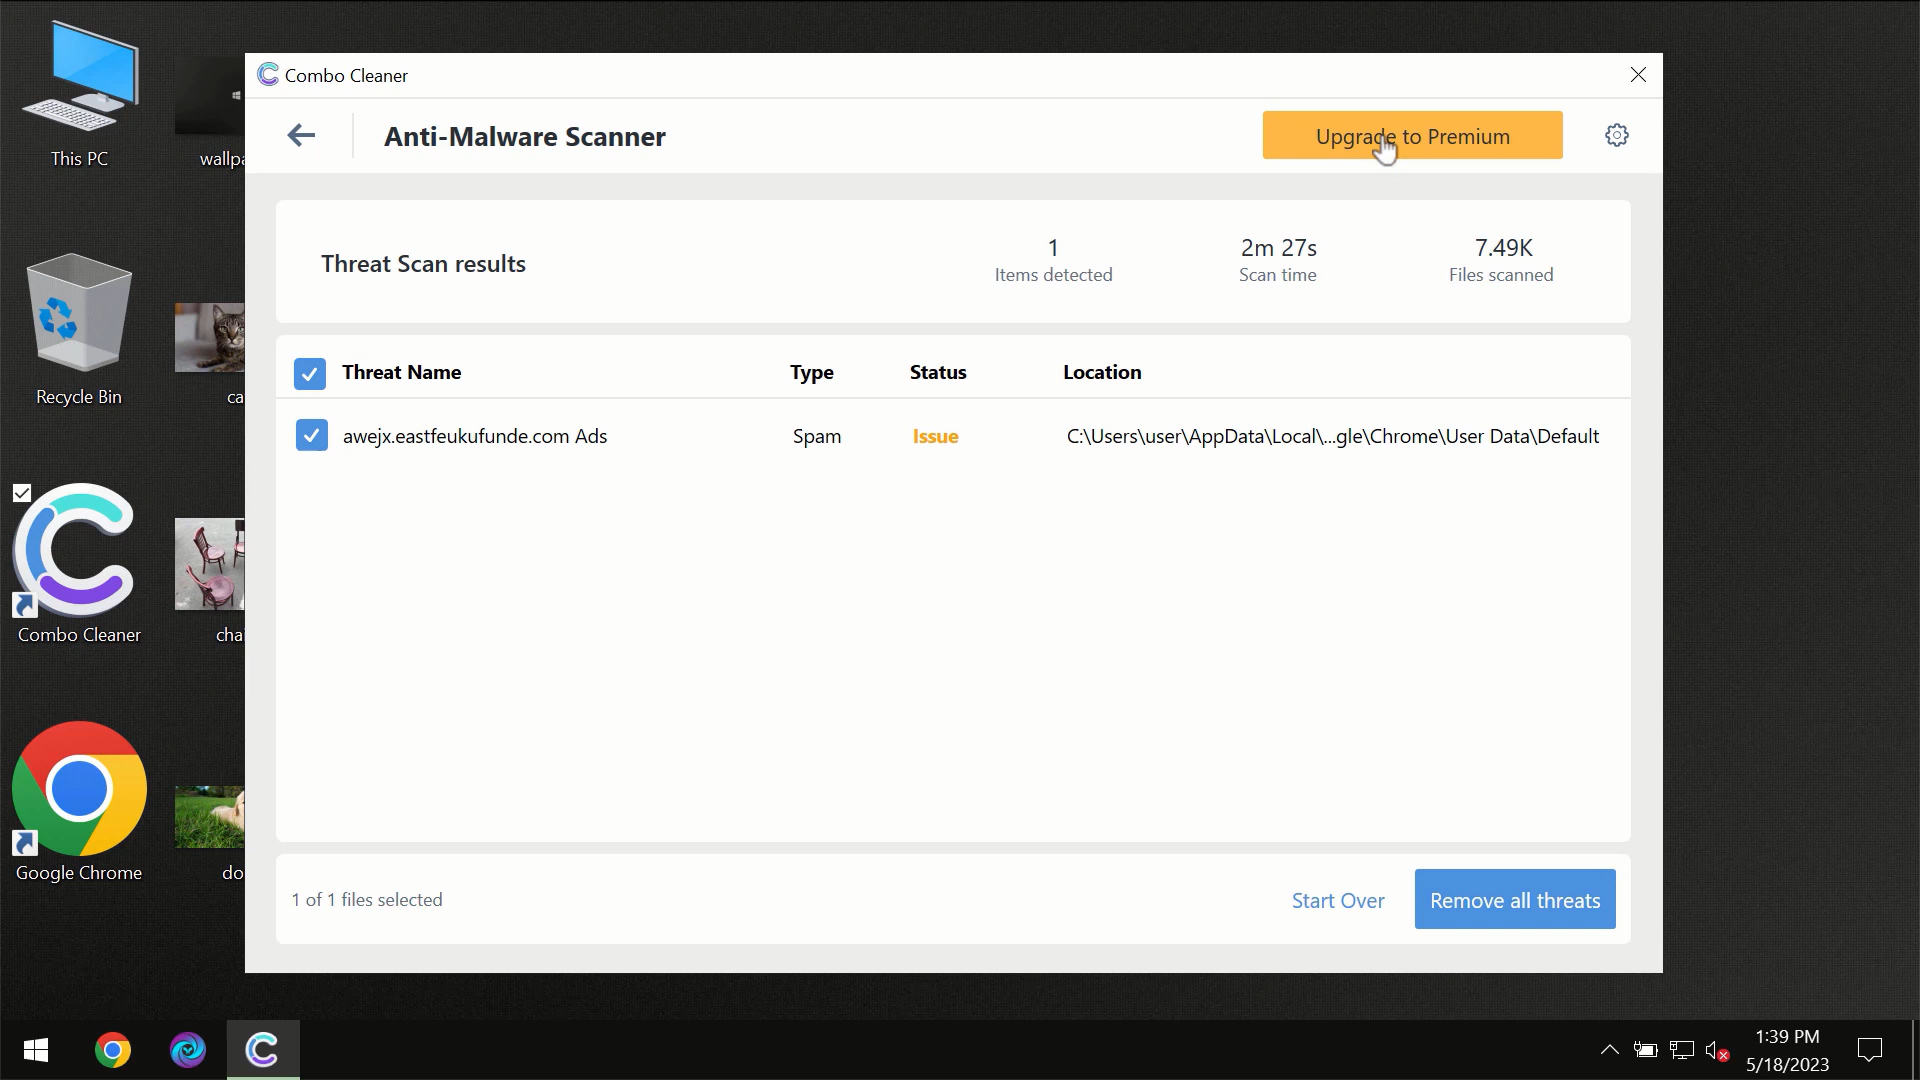 Combo Cleaner
Anti-Malware Scanner
Upgrade to Premium
Threat Scan results
1
Items detected
2m 27s
Scan time
7.49K
Files scanned
Threat Name Type Status Location
awejx.eastfeukufunde.com Ads Spam Issue C:\Users\user\AppData\Local\...gle\Chrome\User Data\Default
1 of 1 files selected
Start Over
Remove all threats
This PC
wallpa
Recycle Bin
ca
Combo Cleaner
chai
Google Chrome
do
1:39 PM
5/18/2023